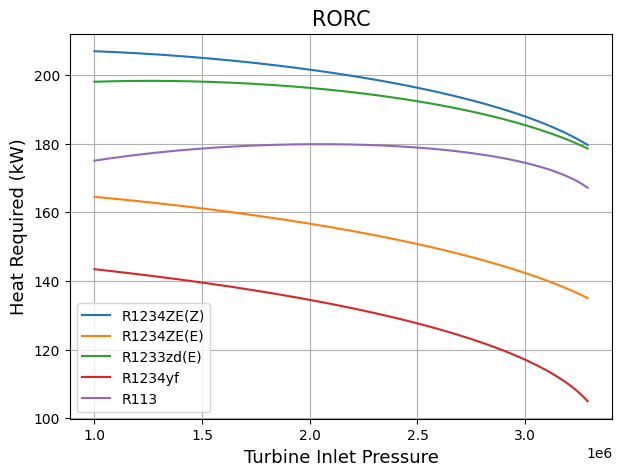 RORC
Heat Required (kW)
200
180
160
140
120
100
R1234ZE(Z)
R1234ZE(E)
R1233zd(E)
R1234yf
R113
1.0 1.5 2.0 2.5 3.0
1e6
Turbine Inlet Pressure